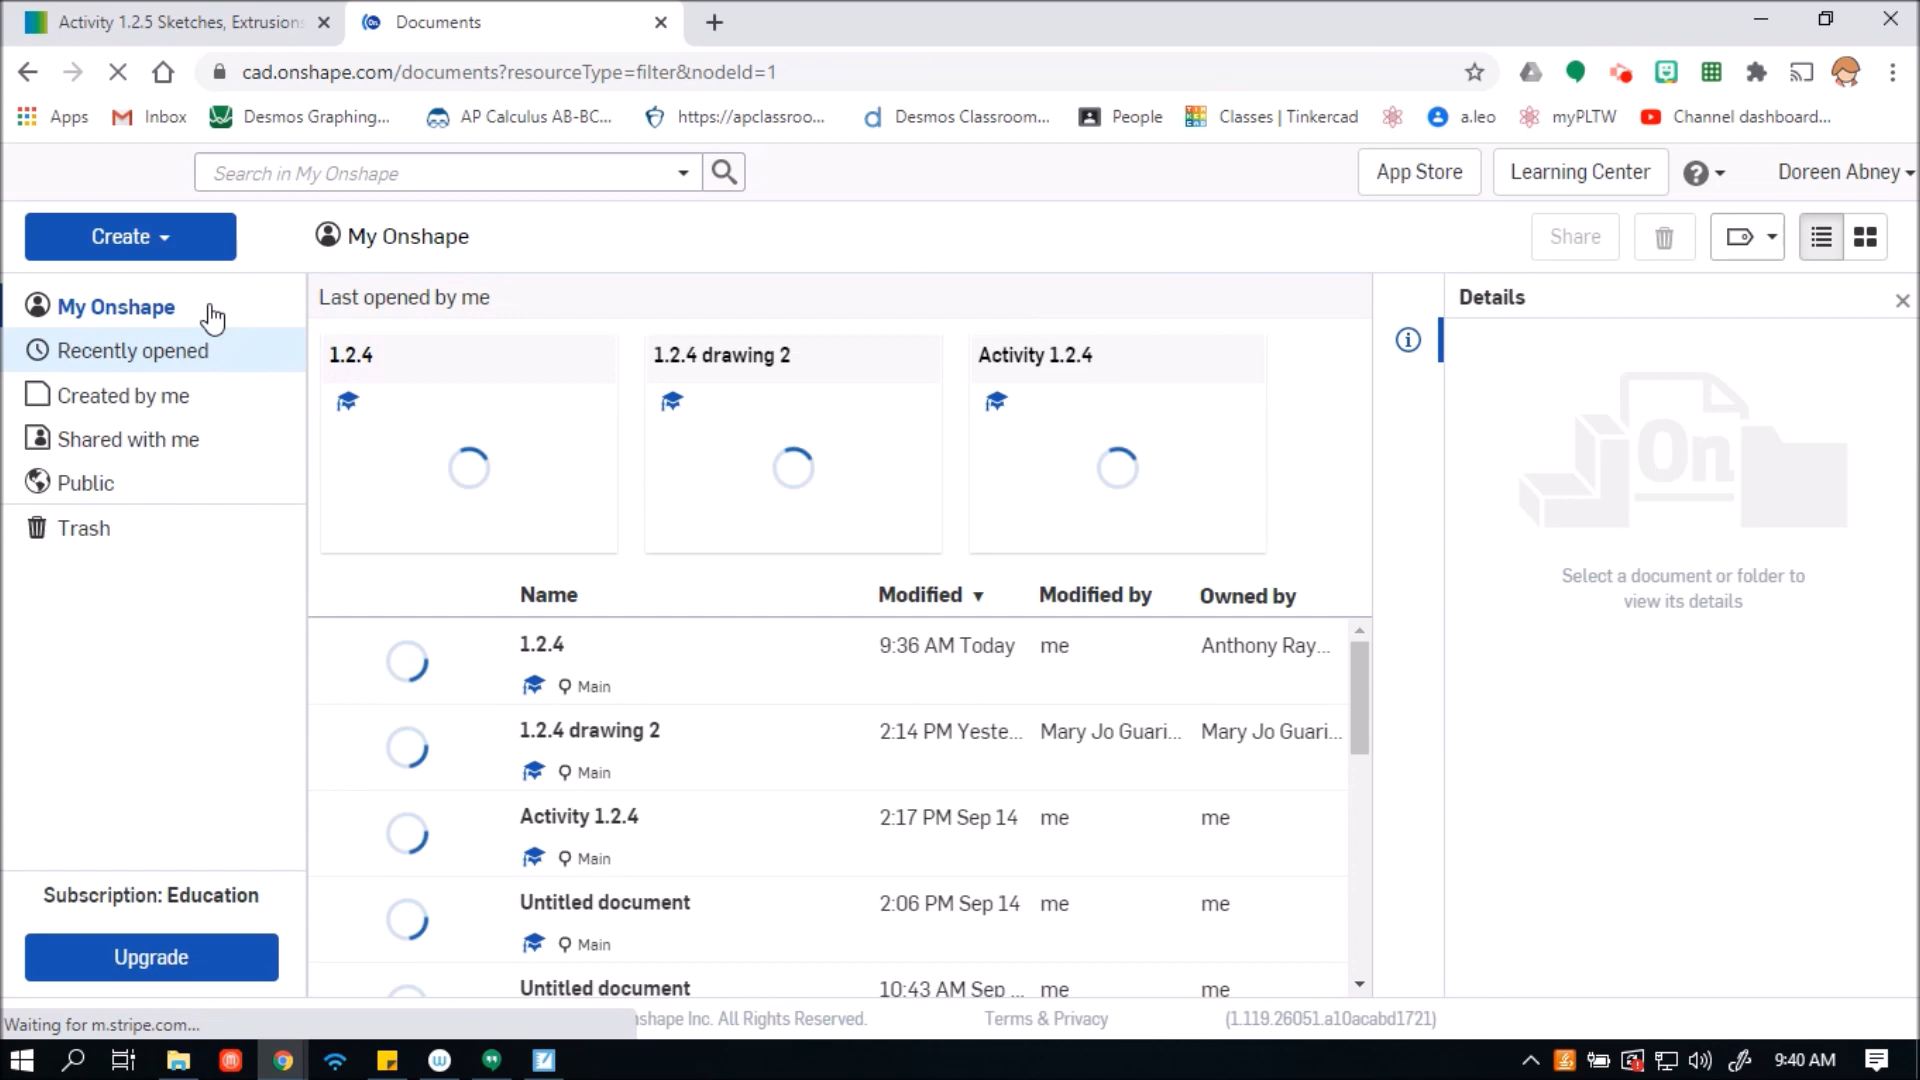 Activity 1.2.5 Sketches, Extrusions
Documents
cad.onshape.com/documents?resourceType=filter&nodeId=1
Apps
Inbox
Desmos Graphing...
AP Calculus AB-BC...
https://apclassroo...
Desmos Classroom...
People
Classes | Tinkercad
a.leo
myPLTW
Channel dashboard...
Search in My Onshape
App Store
Learning Center
Doreen Abney
Create
My Onshape
Share
My Onshape
Recently opened
Created by me
Shared with me
Public
Trash
Subscription: Education
Upgrade
Last opened by me
1.2.4
1.2.4 drawing 2
Activity 1.2.4
Name Modified Modified by Owned by
1.2.4 9:36 AM Today me Anthony Ray...
Main
1.2.4 drawing 2 2:14 PM Yeste... Mary Jo Guari... Mary Jo Guari...
Main
Activity 1.2.4 2:17 PM Sep 14 me me
Main
Untitled document 2:06 PM Sep 14 me me
Main
Untitled document 10:43 AM Sep ... me me
Details
On
Select a document or folder to
view its details
Waiting for m.stripe.com...
nshape Inc. All Rights Reserved.
Terms & Privacy
(1.119.26051.a10acabd1721)
9:40 AM